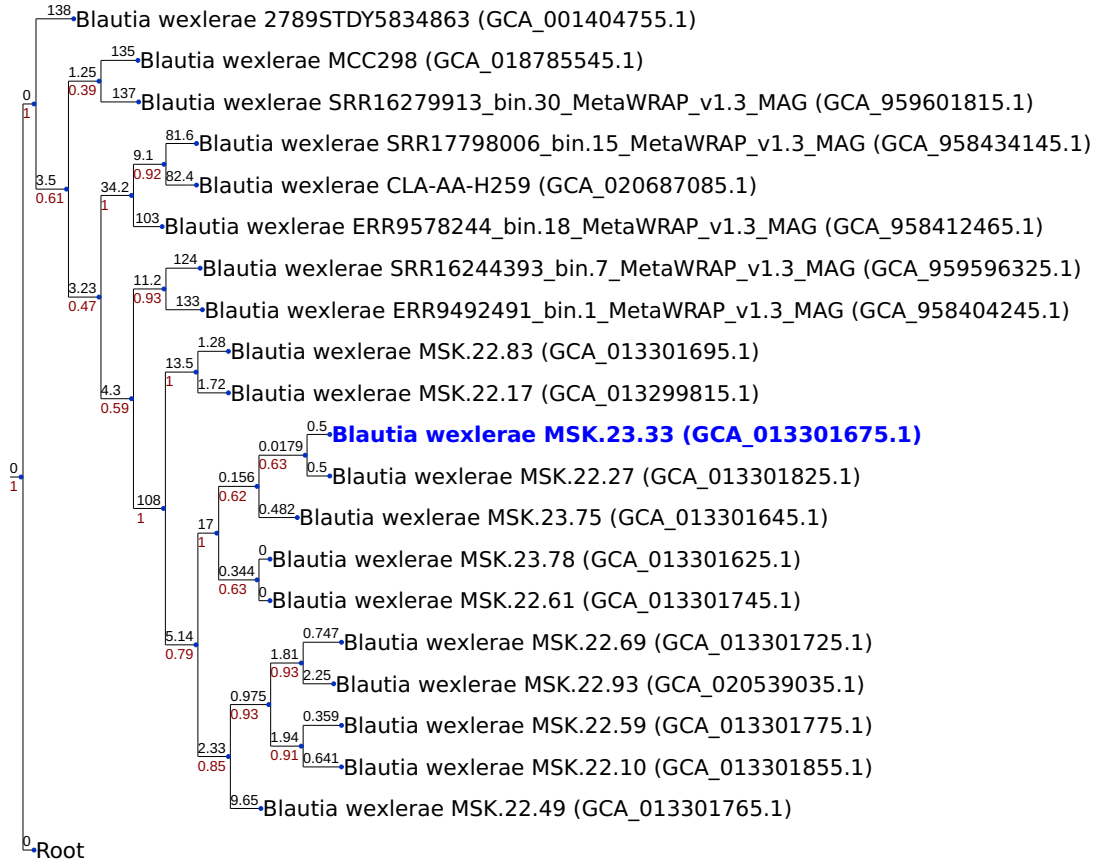 138 Blautia wexlerae 2789STDY5834863 (GCA_001404755.1)
135 Blautia wexlerae MCC298 (GCA_018785545.1)
1.25
0.39
0
1
137 Blautia wexlerae SRR16279913_bin.30_MetaWRAP_v1.3_MAG (GCA_959601815.1)
81.6 Blautia wexlerae SRR17798006_bin.15_MetaWRAP_v1.3_MAG (GCA_958434145.1)
9.1
0.92
3.5
0.61
34.2
1
82.4 Blautia wexlerae CLA-AA-H259 (GCA_020687085.1)
103 Blautia wexlerae ERR9578244_bin.18_MetaWRAP_v1.3_MAG (GCA_958412465.1)
124 Blautia wexlerae SRR16244393_bin.7_MetaWRAP_v1.3_MAG (GCA_959596325.1)
3.23
0.47
11.2
0.93
133 Blautia wexlerae ERR9492491_bin.1_MetaWRAP_v1.3_MAG (GCA_958404245.1)
1.28 Blautia wexlerae MSK.22.83 (GCA_013301695.1)
13.5
1
4.3
0.59
1.72 Blautia wexlerae MSK.22.17 (GCA_013299815.1)
0.5 Blautia wexlerae MSK.23.33 (GCA_013301675.1)
0.0179
0.63
0
1
0.5 Blautia wexlerae MSK.22.27 (GCA_013301825.1)
0.156
0.62
108
1
0.482 Blautia wexlerae MSK.23.75 (GCA_013301645.1)
17
1
0 Blautia wexlerae MSK.23.78 (GCA_013301625.1)
0.344
0.63
0 Blautia wexlerae MSK.22.61 (GCA_013301745.1)
5.14
0.79
0.747 Blautia wexlerae MSK.22.69 (GCA_013301725.1)
1.81
0.93
2.25 Blautia wexlerae MSK.22.93 (GCA_020539035.1)
0.975
0.93
0.359 Blautia wexlerae MSK.22.59 (GCA_013301775.1)
1.94
0.91
2.33
0.85
0.641 Blautia wexlerae MSK.22.10 (GCA_013301855.1)
9.65 Blautia wexlerae MSK.22.49 (GCA_013301765.1)
0 Root